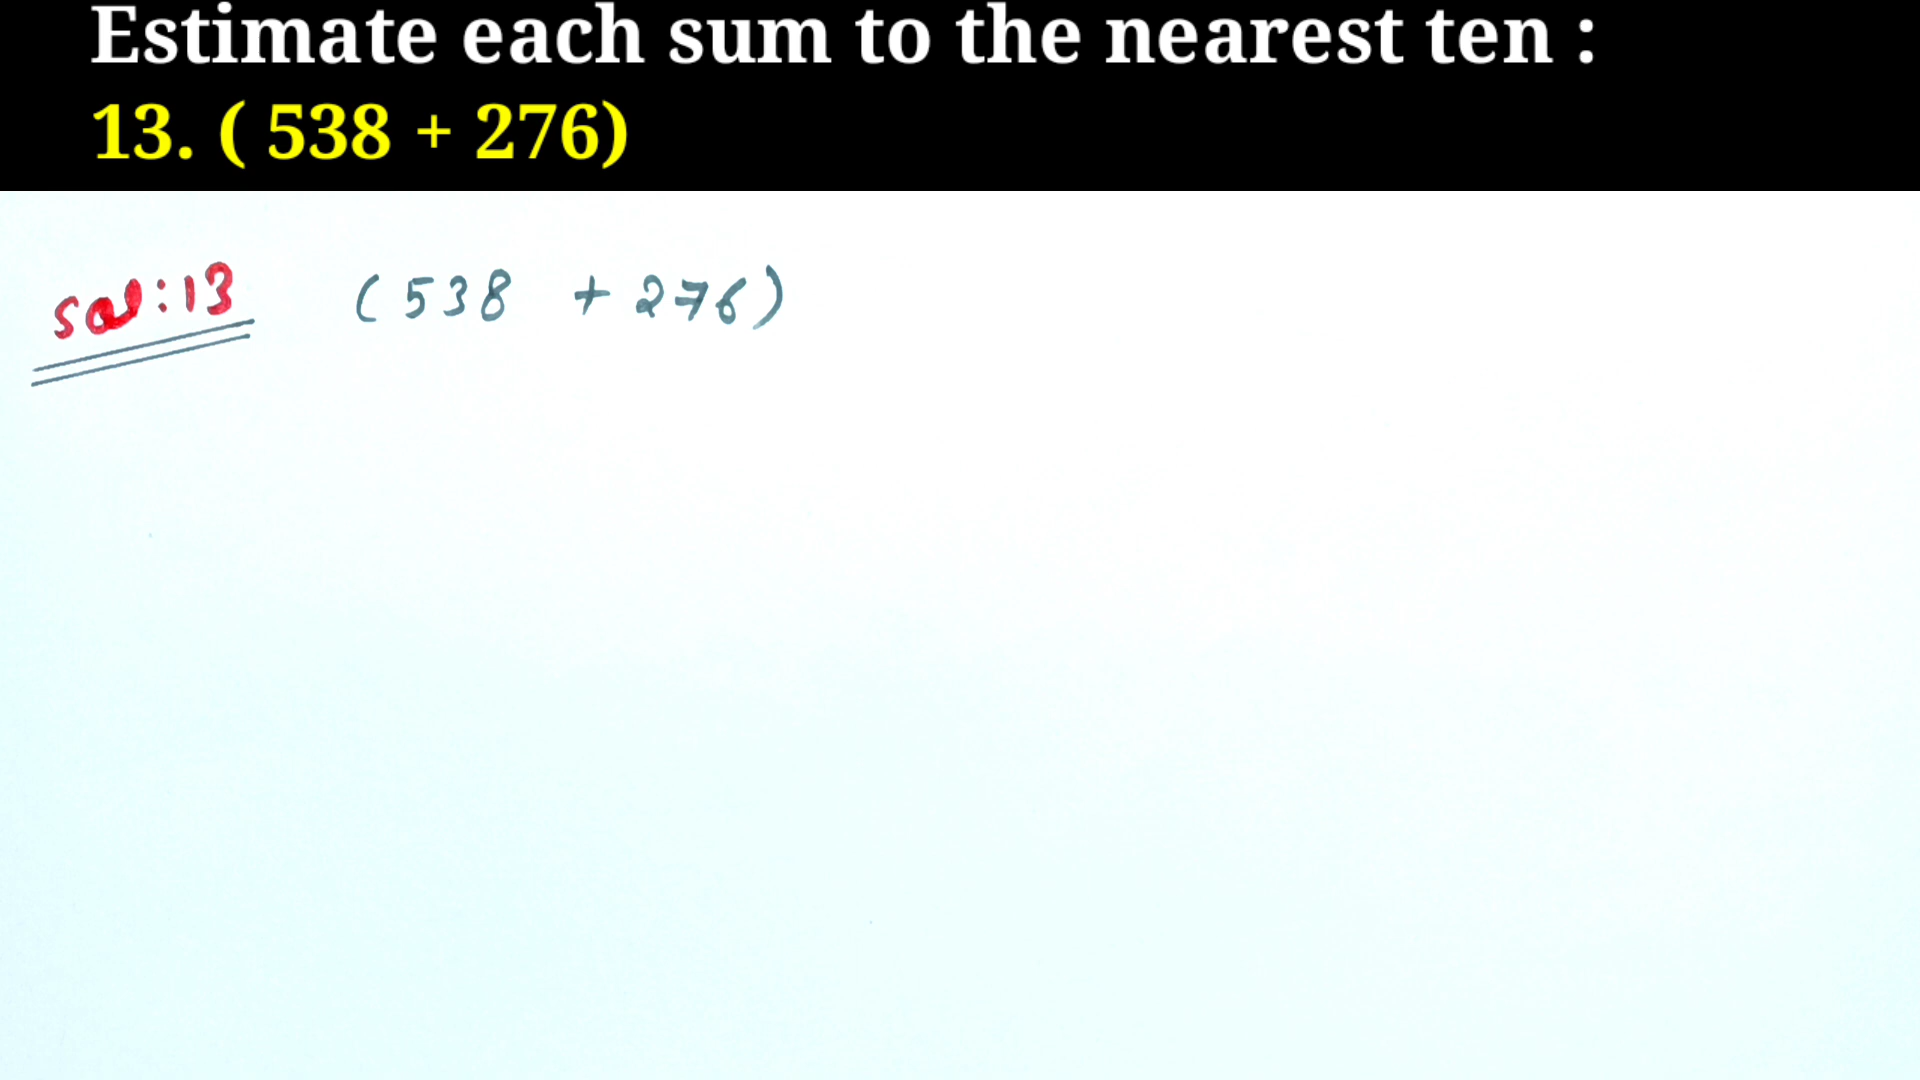 Estimate each sum to the nearest ten :
13. ( 538 + 276)
sol:13 (538 + 276)